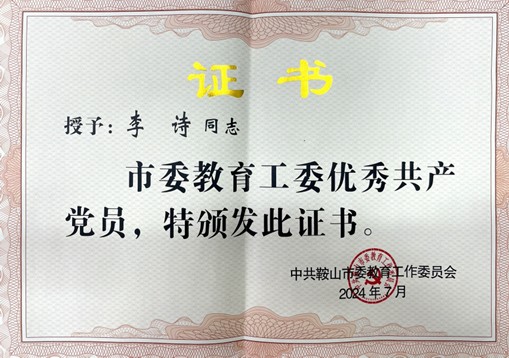 证书
授予：李 诗 同志
市委教育工委优秀共产
党员，特颁发此证书。
中共鞍山市委教育工作委员会
2024年7月